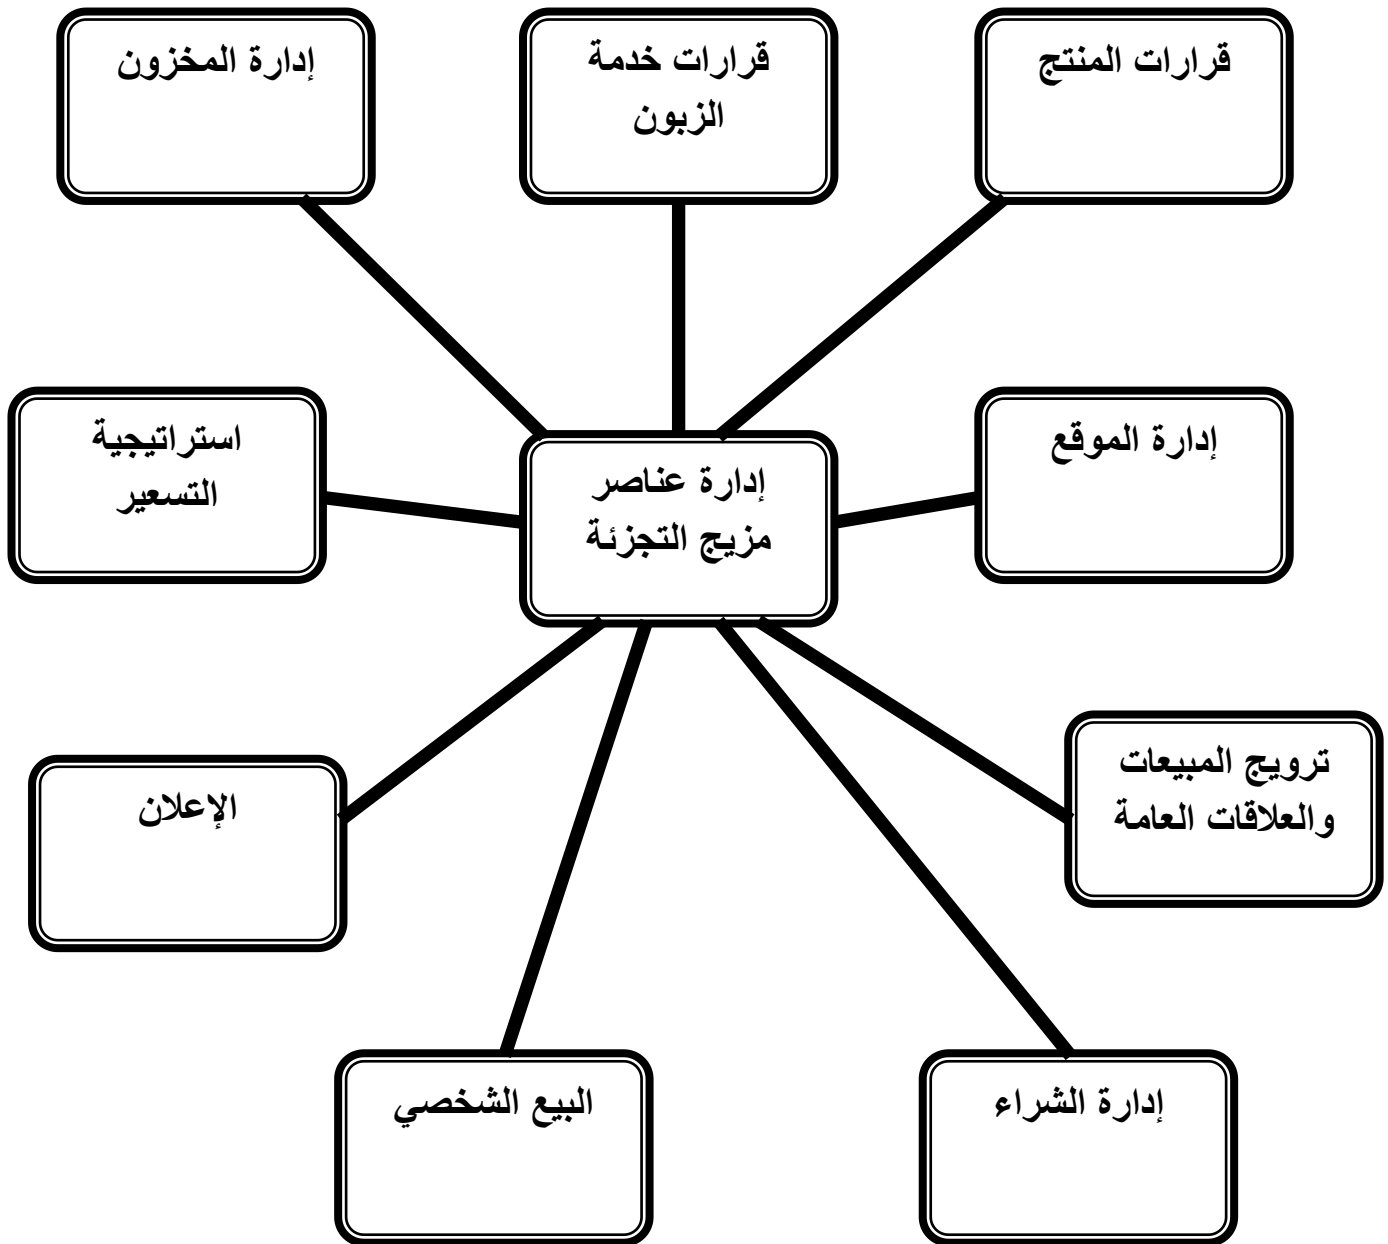 قرارات المنتج
قرارات خدمة
الزبون
إدارة المخزون
إدارة الموقع
إدارة عناصر
مزيج التجزئة
استراتيجية
التسعير
ترويج المبيعات
والعلاقات العامة
الإعلان
إدارة الشراء
البيع الشخصي